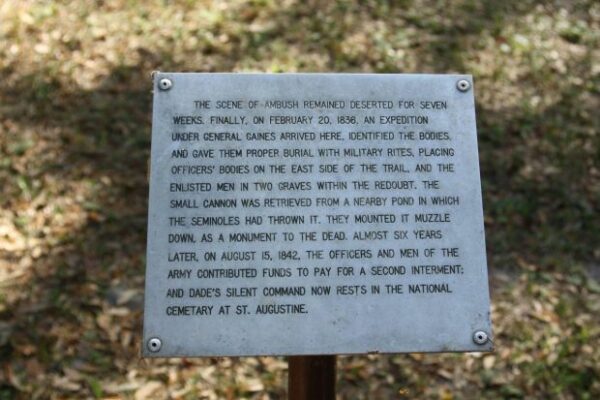 THE SCENE OF AMBUSH REMAINED DESERTED FOR SEVEN
WEEKS. FINALLY, ON FEBRUARY 20, 1836, AN EXPEDITION
UNDER GENERAL GAINES ARRIVED HERE, IDENTIFIED THE BODIES,
AND GAVE THEM PROPER BURIAL WITH MILITARY RITES, PLACING
OFFICERS' BODIES ON THE EAST SIDE OF THE TRAIL, AND THE
ENLISTED MEN IN TWO GRAVES WITHIN THE REDOUBT. THE
SMALL CANNON WAS RETRIEVED FROM A NEARBY POND IN WHICH
THE SEMINOLES HAD THROWN IT. THEY MOUNTED IT MUZZLE
DOWN, AS A MONUMENT TO THE DEAD. ALMOST SIX YEARS
LATER, ON AUGUST 15, 1842, THE OFFICERS AND MEN OF THE
ARMY CONTRIBUTED FUNDS TO PAY FOR A SECOND INTERMENT;
AND DADE'S SILENT COMMAND NOW RESTS IN THE NATIONAL
CEMETARY AT ST. AUGUSTINE.